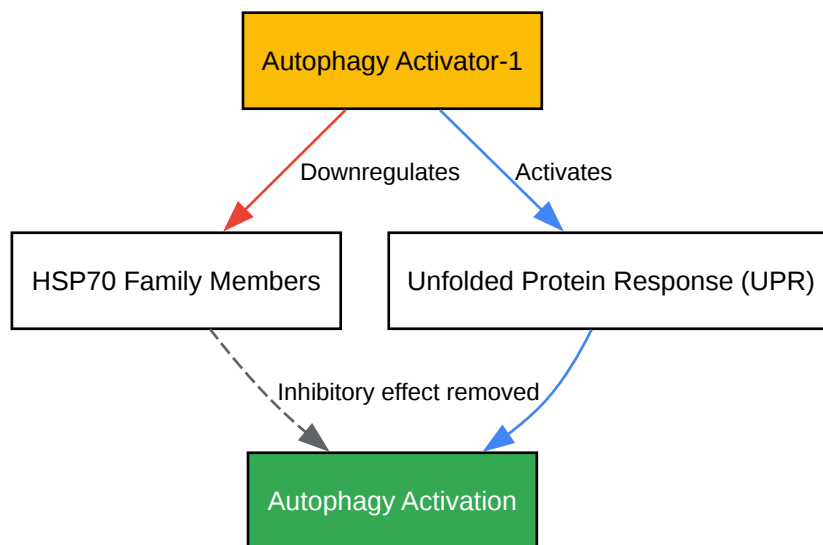 Autophagy Activator-1
Downregulates
Activates
HSP70 Family Members
Unfolded Protein Response (UPR)
Inhibitory effect removed
Autophagy Activation